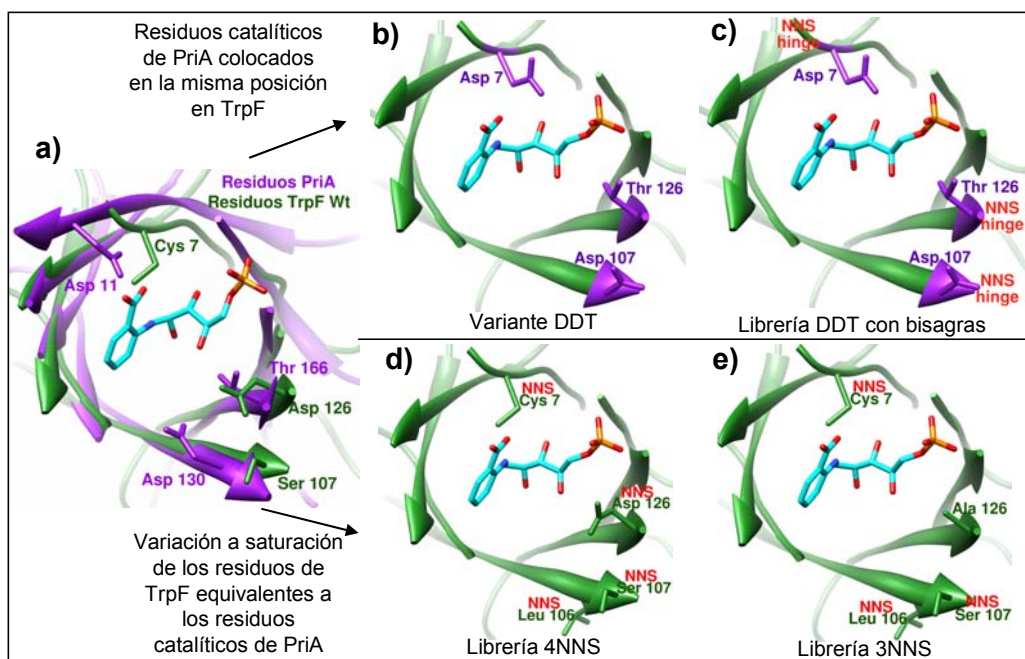 Residuos catalíticos
de PriA colocados
en la misma posición
en TrpF
a)
Residuos PriA
Residuos TrpF Wt
Cys 7
Asp 11
Thr 166
Asp 126
Asp 130
Ser 107
Variación a saturación
de los residuos de
TrpF equivalentes a
los residuos
catalíticos de PriA
b)
Asp 7
Thr 126
Asp 107
Variante DDT
c)
NNS
hinge
Asp 7
Thr 126
NNS
hinge
Asp 107
NNS
hinge
Librería DDT con bisagras
d)
NNS
Cys 7
NNS
Asp 126
NNS
Ser 107
NNS
Leu 106
Librería 4NNS
e)
NNS
Cys 7
Ala 126
NNS
Leu 106
NNS
Ser 107
Librería 3NNS